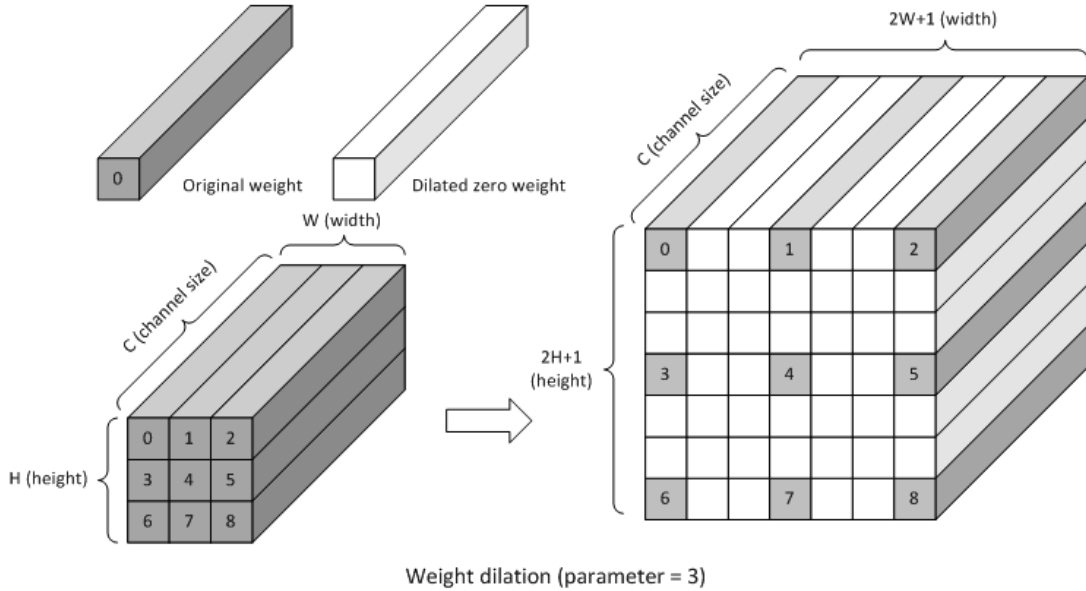 0
Original weight
Dilated zero weight
W (width)
C (channel size)
H (height)
0 1 2
3 4 5
6 7 8
2W+1 (width)
C (channel size)
2H+1
(height)
0 1 2
3 4 5
6 7 8
Weight dilation (parameter = 3)